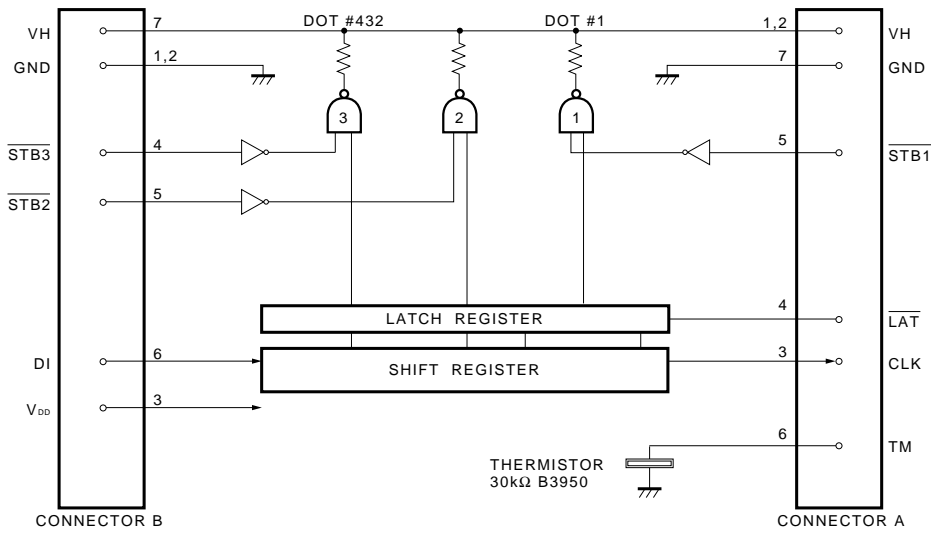 7 DOT #432 DOT #1 1,2
VH VH
1,2 7
GND GND
3 2 1
4 5
STB3 STB1
5
STB2
4
LATCH REGISTER LAT
6 3
DI SHIFT REGISTER CLK
3
VDD
6
TM
THERMISTOR
30kΩ B3950
CONNECTOR B CONNECTOR A